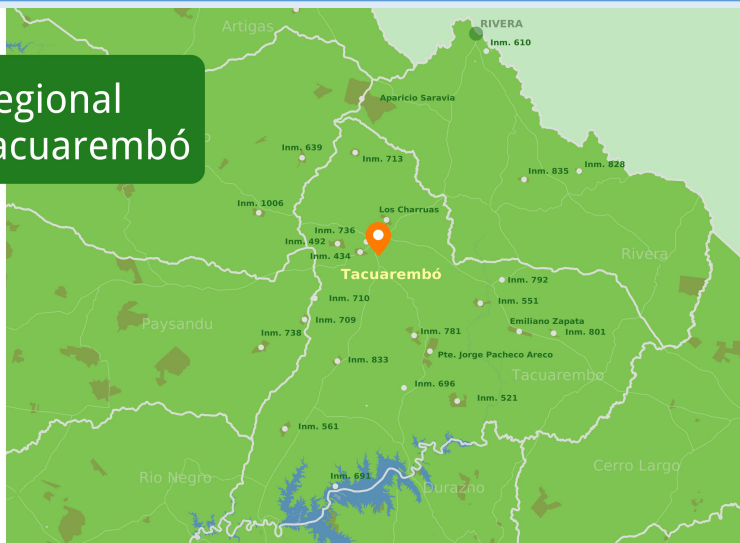 RIVERA
Artigas
Inm. 610
egional
acuarembó
Aparicio Saravia
Inm. 639
Inm. 713
Inm. 835
Inm. 828
Inm. 1006
Los Charruas
Inm. 736
Inm. 492
Inm. 434
Rivera
Tacuarembó
Inm. 792
Inm. 710
Inm. 551
Inm. 709
Paysandu
Emiliano Zapata
Inm. 738
Inm. 781
Inm. 801
Pte. Jorge Pacheco Areco
Inm. 833
Tacuarembo
Inm. 696
Inm. 521
Inm. 561
Cerro Largo
Rio Negro
Inm. 691
Durazno